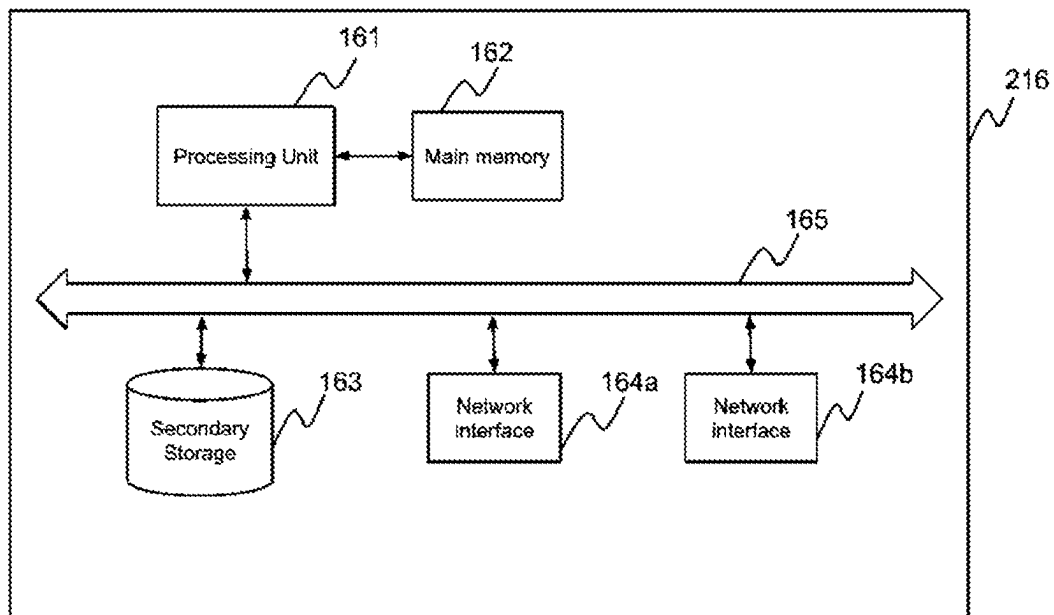 161
162
216
Processing Unit
Main memory
165
163
164a
164b
Secondary
Storage
Network
interface
Network
interface